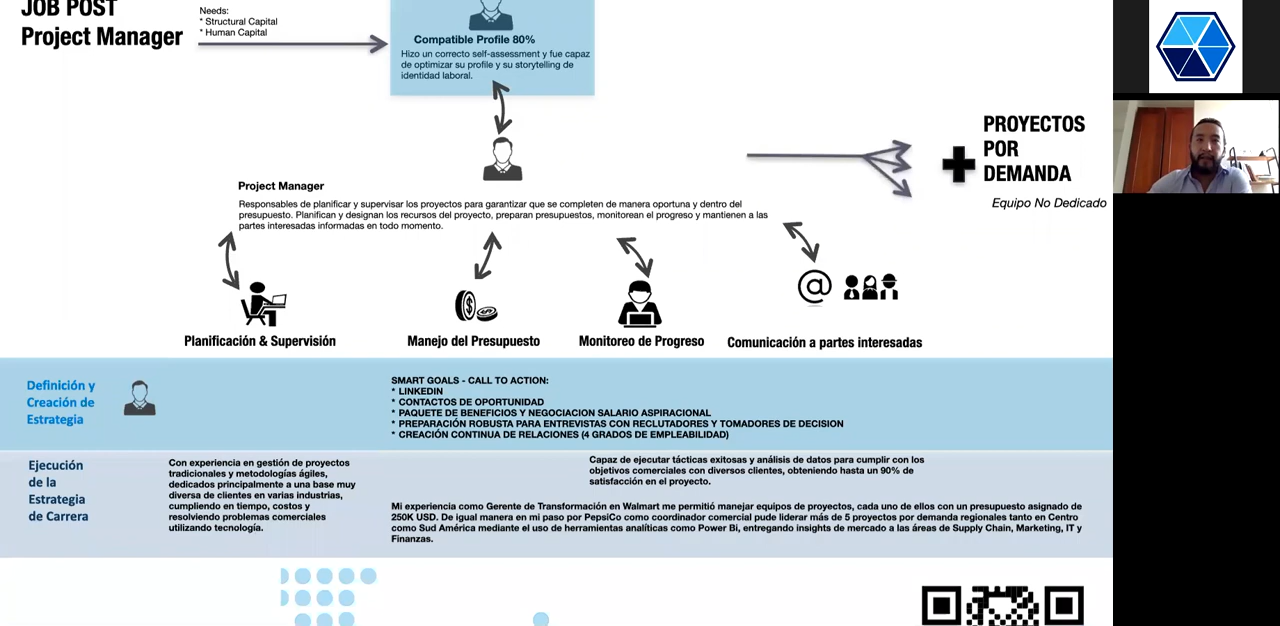 JOB POST
Project Manager
Needs:
* Structural Capital
* Human Capital
Compatible Profile 80%
Hizo un correcto self-assessment y fue capaz
de optimizar su profile y su storytelling de
identidad laboral.
PROYECTOS
POR
DEMANDA
Equipo No Dedicado
Project Manager
Responsables de planificar y supervisar los proyectos para garantizar que se completen de manera oportuna y dentro del
presupuesto. Planifican y designan los recursos del proyecto, preparan presupuestos, monitorean el progreso y mantienen a las
partes interesadas informadas en todo momento.
@
Planificación & Supervisión
Manejo del Presupuesto
Monitoreo de Progreso
Comunicación a partes interesadas
Definición y
Creación de
Estrategia
SMART GOALS - CALL TO ACTION:
* LINKEDIN
* CONTACTOS DE OPORTUNIDAD
* PAQUETE DE BENEFICIOS Y NEGOCIACION SALARIO ASPIRACIONAL
* PREPARACIÓN ROBUSTA PARA ENTREVISTAS CON RECLUTADORES Y TOMADORES DE DECISION
* CREACIÓN CONTINUA DE RELACIONES (4 GRADOS DE EMPLEABILIDAD)
Ejecución
de la
Estrategia
de Carrera
Con experiencia en gestión de proyectos
tradicionales y metodologías ágiles,
dedicados principalmente a una base muy
diversa de clientes en varias industrias,
cumpliendo en tiempo, costos y
resolviendo problemas comerciales
utilizando tecnología.
Capaz de ejecutar tácticas exitosas y análisis de datos para cumplir con los
objetivos comerciales con diversos clientes, obteniendo hasta un 90% de
satisfacción en el proyecto.
Mi experiencia como Gerente de Transformación en Walmart me permitió manejar equipos de proyectos, cada uno de ellos con un presupuesto asignado de
250K USD. De igual manera en mi paso por PepsiCo como coordinador comercial pude liderar más de 5 proyectos por demanda regionales tanto en Centro
como Sud América mediante el uso de herramientas analíticas como Power Bi, entregando insights de mercado a las áreas de Supply Chain, Marketing, IT y
Finanzas.